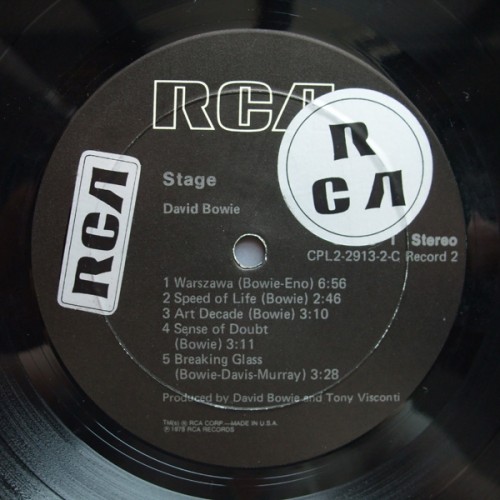 RCA
R
C A
RCA
Stage
David Bowie
1 Stereo
CPL2-2913-2-C Record 2
1 Warszawa (Bowie-Eno) 6:56
2 Speed of Life (Bowie) 2:46
3 Art Decade (Bowie) 3:10
4 Sense of Doubt
(Bowie) 3:11
5 Breaking Glass
(Bowie-Davis-Murray) 3:28
Produced by David Bowie and Tony Visconti
TM(s) ® RCA CORP.—MADE IN U.S.A.
℗ 1978 RCA RECORDS